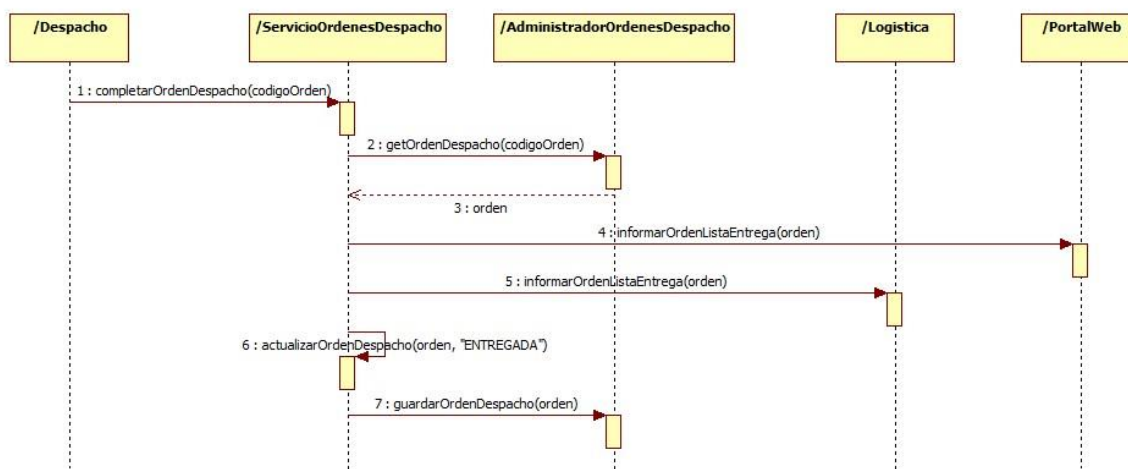 /Despacho
/ServicioOrdenesDespacho
/AdministradorOrdenesDespacho
/Logistica
/PortalWeb
1 : completarOrdenDespacho(codigoOrden)
2 : getOrdenDespacho(codigoOrden)
3 : orden
4 : informarOrdenListaEntrega(orden)
5 : informarOrdenListaEntrega(orden)
6 : actualizarOrdenDespacho(orden, "ENTREGADA")
7 : guardarOrdenDespacho(orden)